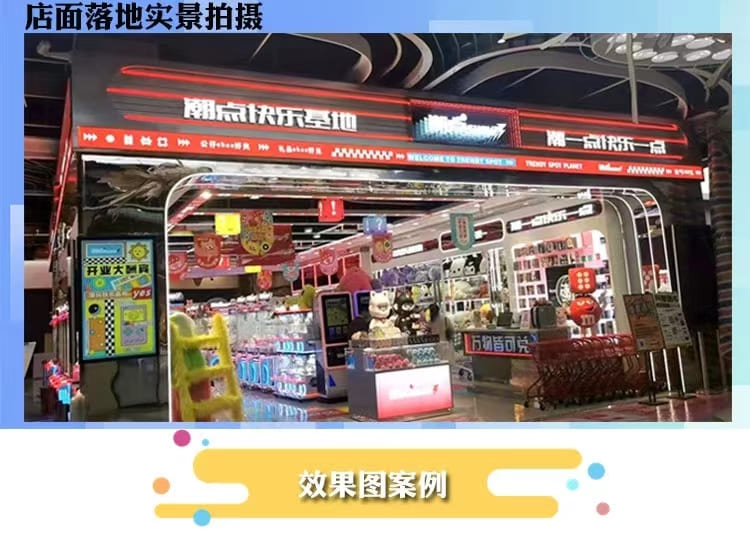 店面落地实景拍摄
潮点快乐基地
潮一点快乐一点
WELCOME TO TRENDY SPOT
TRENDY SPOT PLANET
潮一点快乐一点
开业大酬宾
yes
万物皆可兑
效果图案例